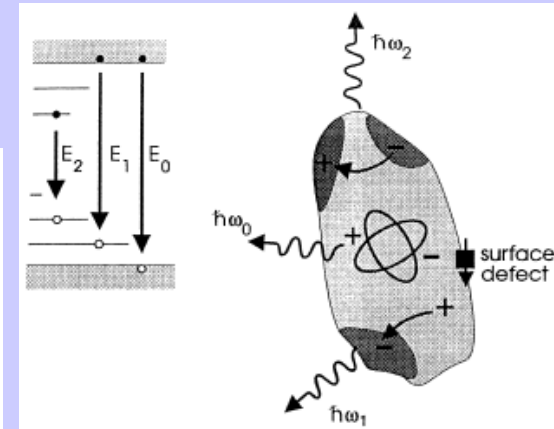 E₂
E₁
E₀
ℏω₂
+
-
ℏω₀
+
-
surface
defect
+
-
ℏω₁